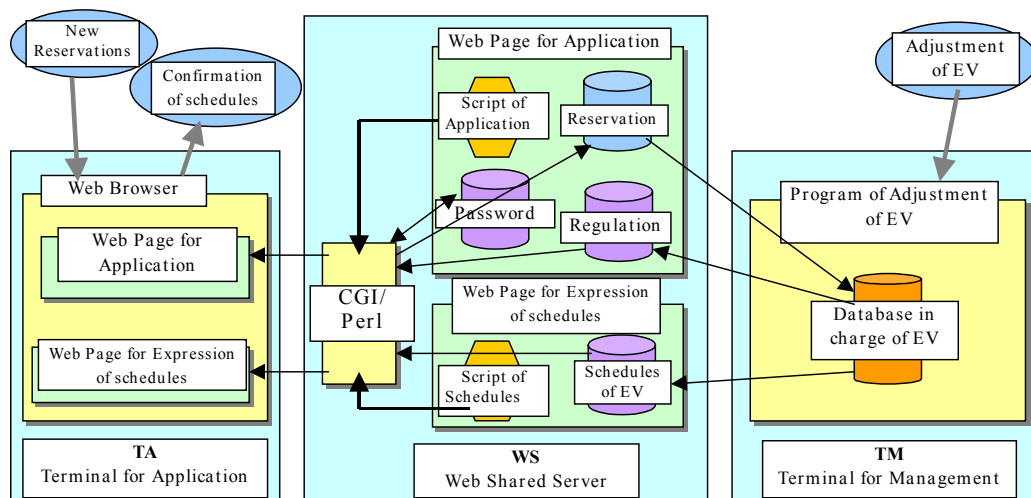 New
Reservations
Confirmation
of schedules
Web Browser
Web Page for
Application
Web Page for Expression
of schedules
TA
Terminal for Application
Web Page for Application
Script of
Application
Reservation
Password
Regulation
CGI/
Perl
Web Page for Expression
of schedules
Script of
Schedules
Schedules
of EV
WS
Web Shared Server
Adjustment
of EV
Program of Adjustment
of EV
Database in
charge of EV
TM
Terminal for Management